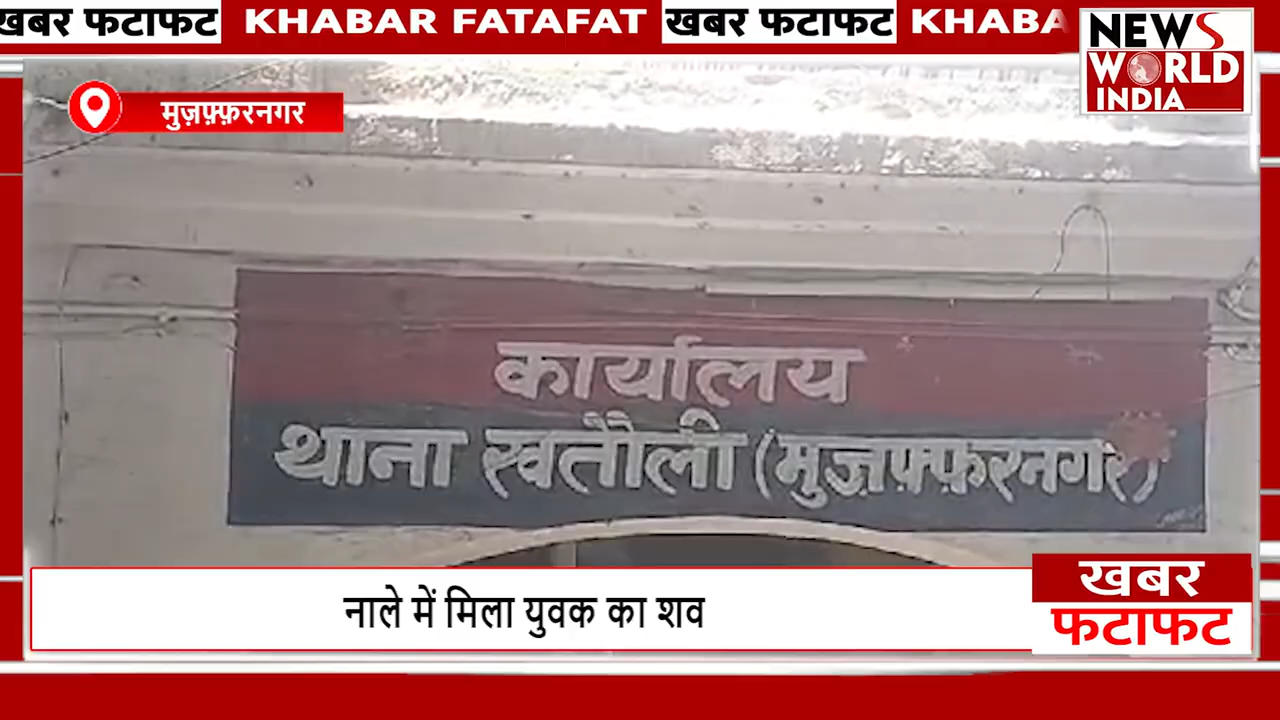 खबर फटाफट KHABAR FATAFAT खबर फटाफट KHABA
NEWS
WORLD
INDIA
मुज़फ़्फ़रनगर
कार्यालय
थाना खतौली (मुज़फ़्फ़रनगर)
नाले में मिला युवक का शव
खबर
फटाफट